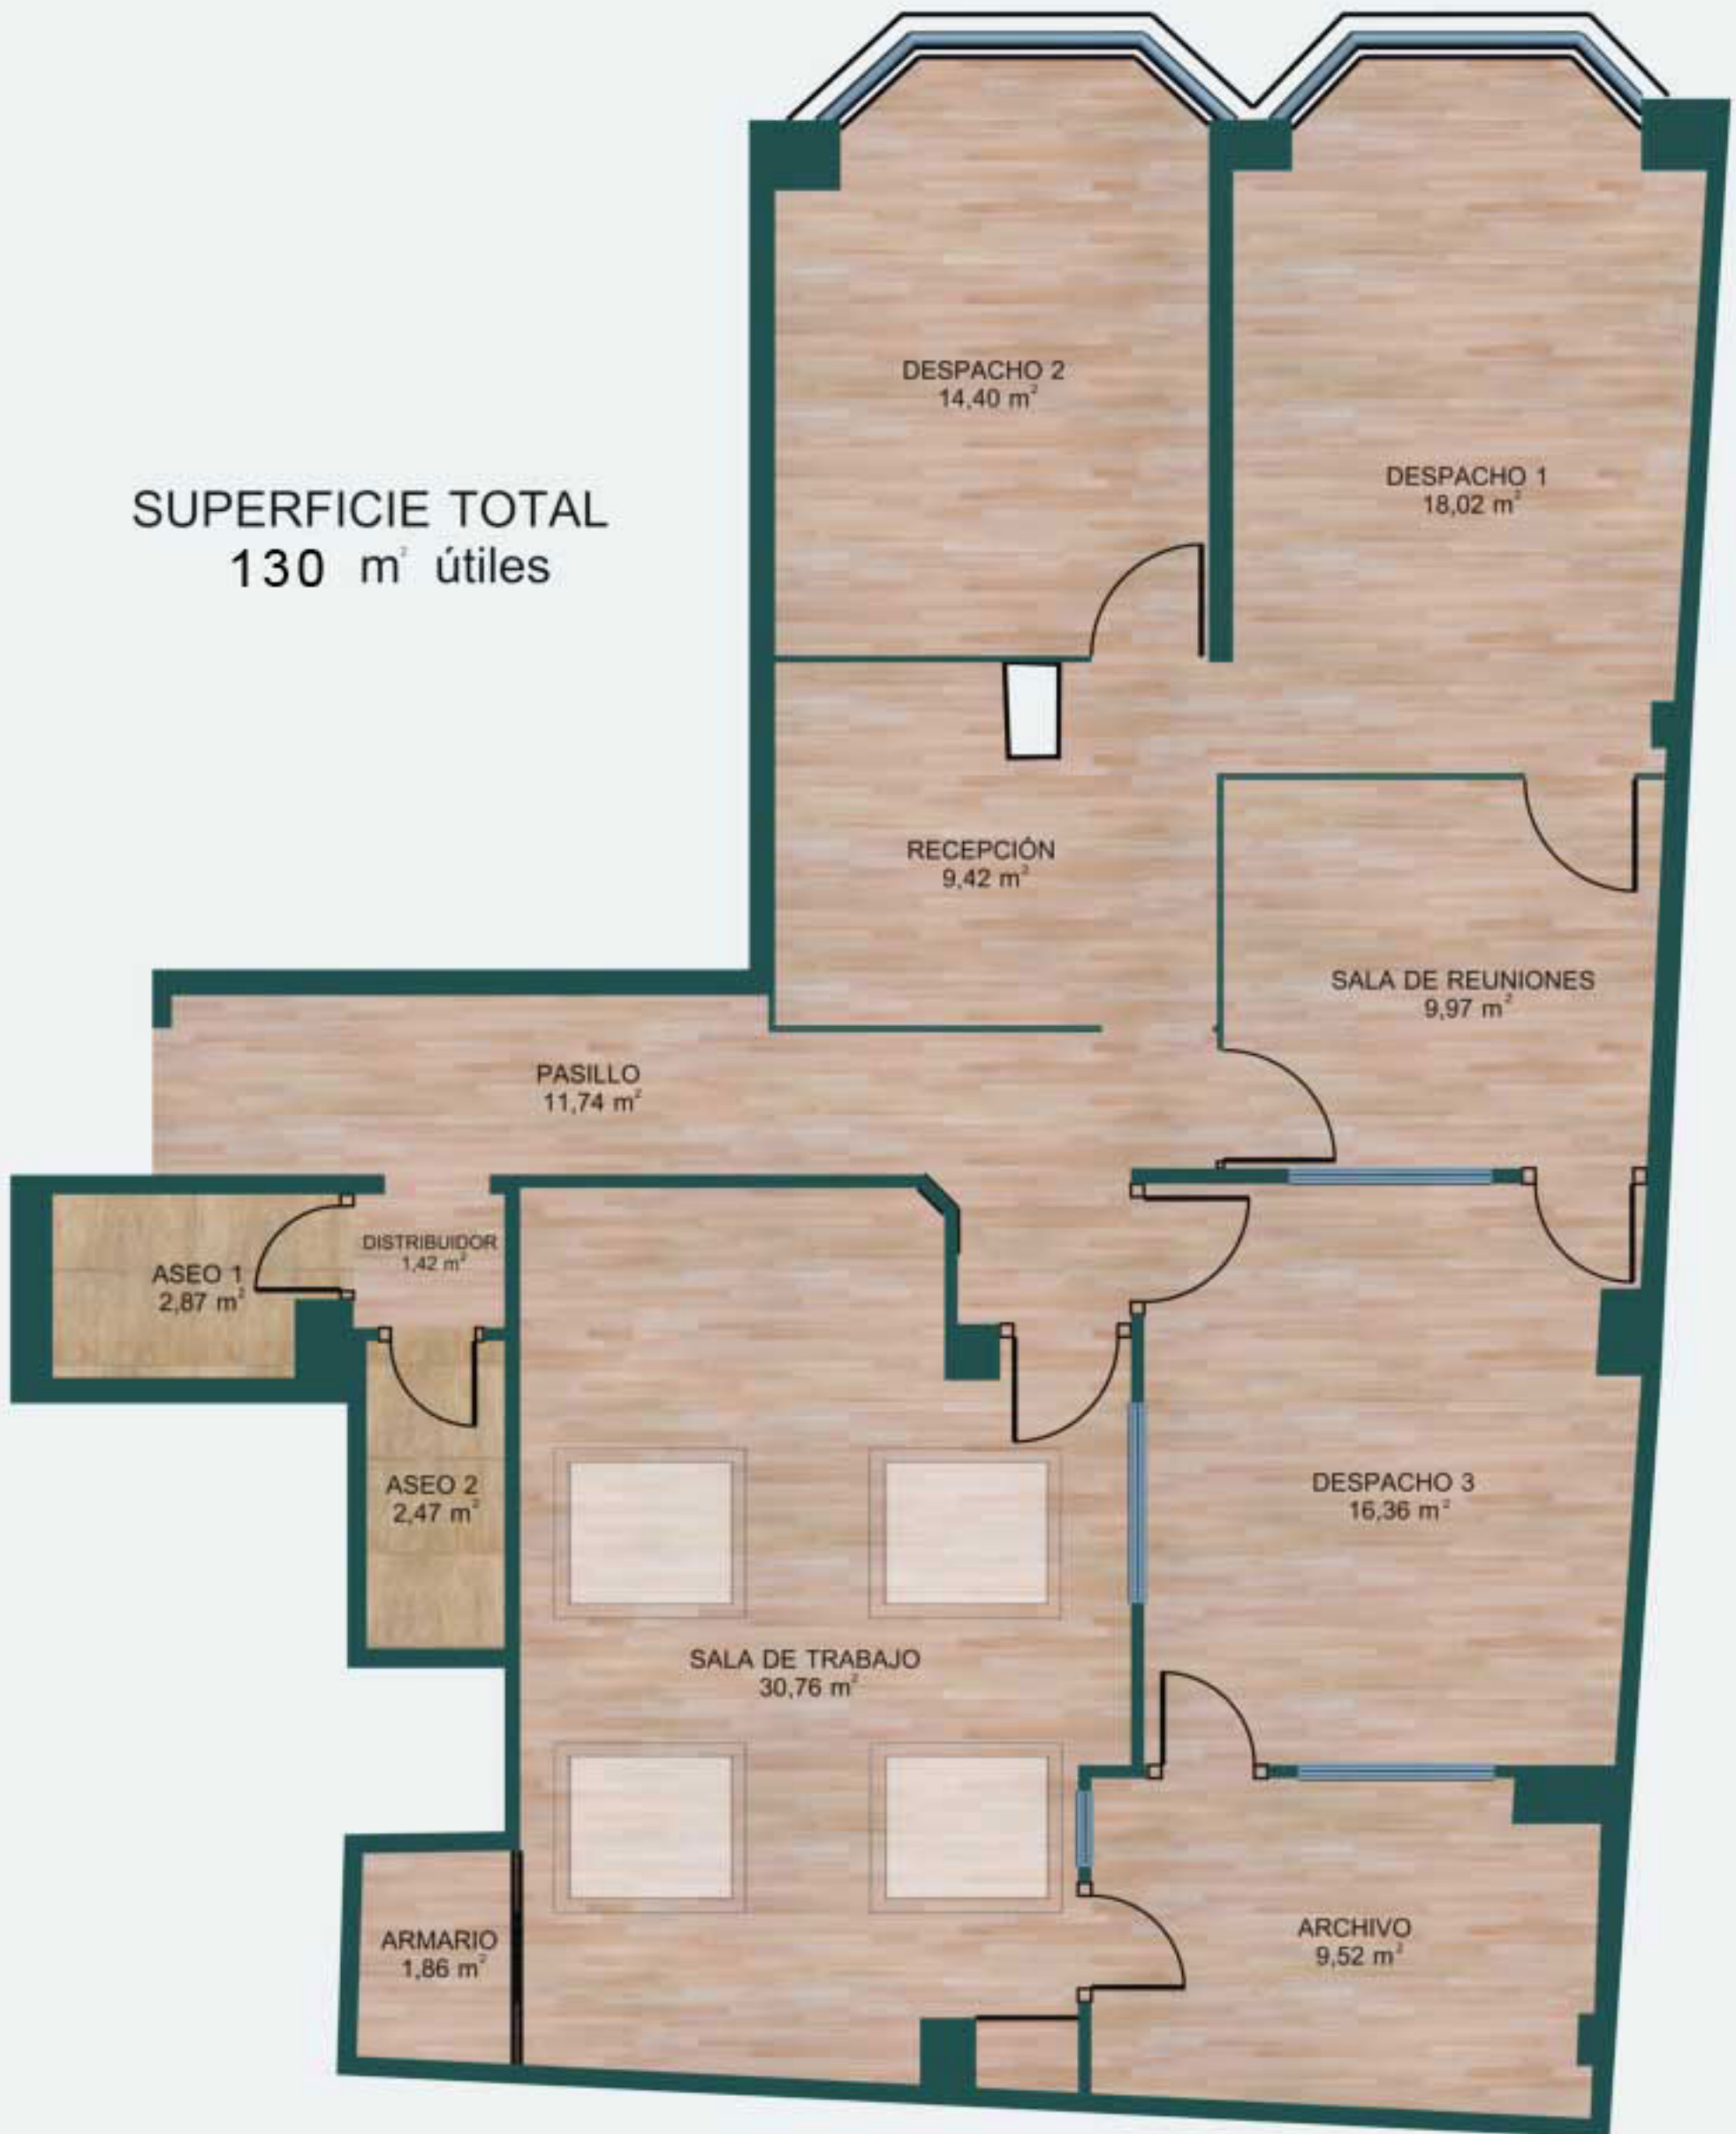 DESPACHO 2
14,40 m²
DESPACHO 1
18,02 m²
SUPERFICIE TOTAL
130 m² útiles
RECEPCIÓN
9,42 m²
SALA DE REUNIONES
9,97 m²
PASILLO
11,74 m²
DISTRIBUIDOR
1,42 m²
ASEO 1
2,87 m²
ASEO 2
2,47 m²
DESPACHO 3
16,36 m²
SALA DE TRABAJO
30,76 m²
ARMARIO
1,86 m²
ARCHIVO
9,52 m²